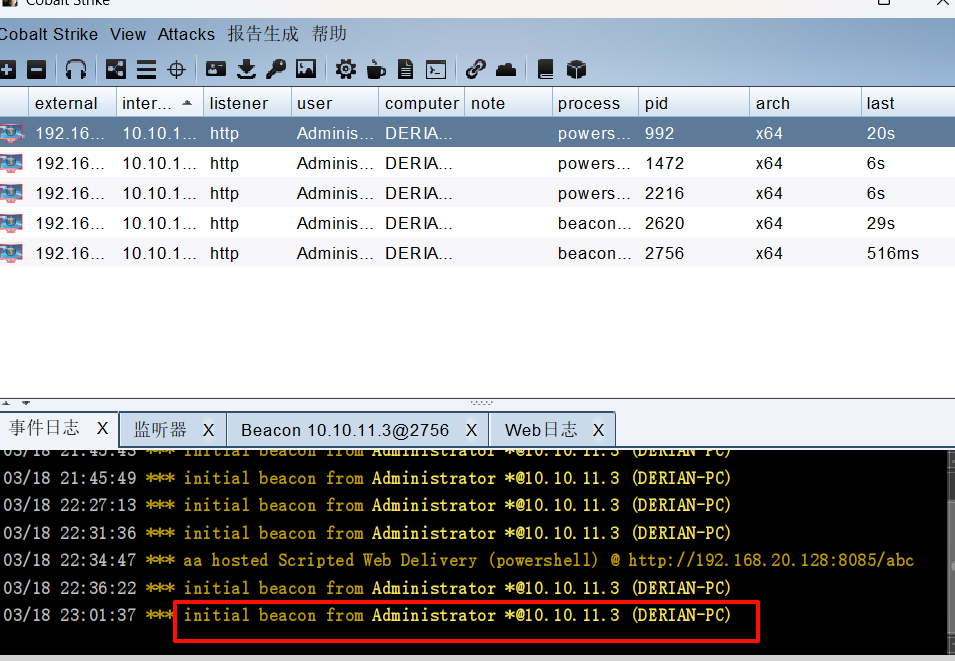 Cobalt Strike
Cobalt Strike View Attacks 报告生成 帮助
external inter... listener user computer note process pid arch last
192.16... 10.10.1... http Adminis... DERIA... powers... 992 x64 20s
192.16... 10.10.1... http Adminis... DERIA... powers... 1472 x64 6s
192.16... 10.10.1... http Adminis... DERIA... powers... 2216 x64 6s
192.16... 10.10.1... http Adminis... DERIA... beacon... 2620 x64 29s
192.16... 10.10.1... http Adminis... DERIA... beacon... 2756 x64 516ms
事件日志 X 监听器 X Beacon 10.10.11.3@2756 X Web日志 X
03/18 21:45:43 *** initial beacon from Administrator *@10.10.11.3 (DERIAN-PC)
03/18 21:45:49 *** initial beacon from Administrator *@10.10.11.3 (DERIAN-PC)
03/18 22:27:13 *** initial beacon from Administrator *@10.10.11.3 (DERIAN-PC)
03/18 22:31:36 *** initial beacon from Administrator *@10.10.11.3 (DERIAN-PC)
03/18 22:34:47 *** aa hosted Scripted Web Delivery (powershell) @ http://192.168.20.128:8085/abc
03/18 22:36:22 *** initial beacon from Administrator *@10.10.11.3 (DERIAN-PC)
03/18 23:01:37 *** initial beacon from Administrator *@10.10.11.3 (DERIAN-PC)